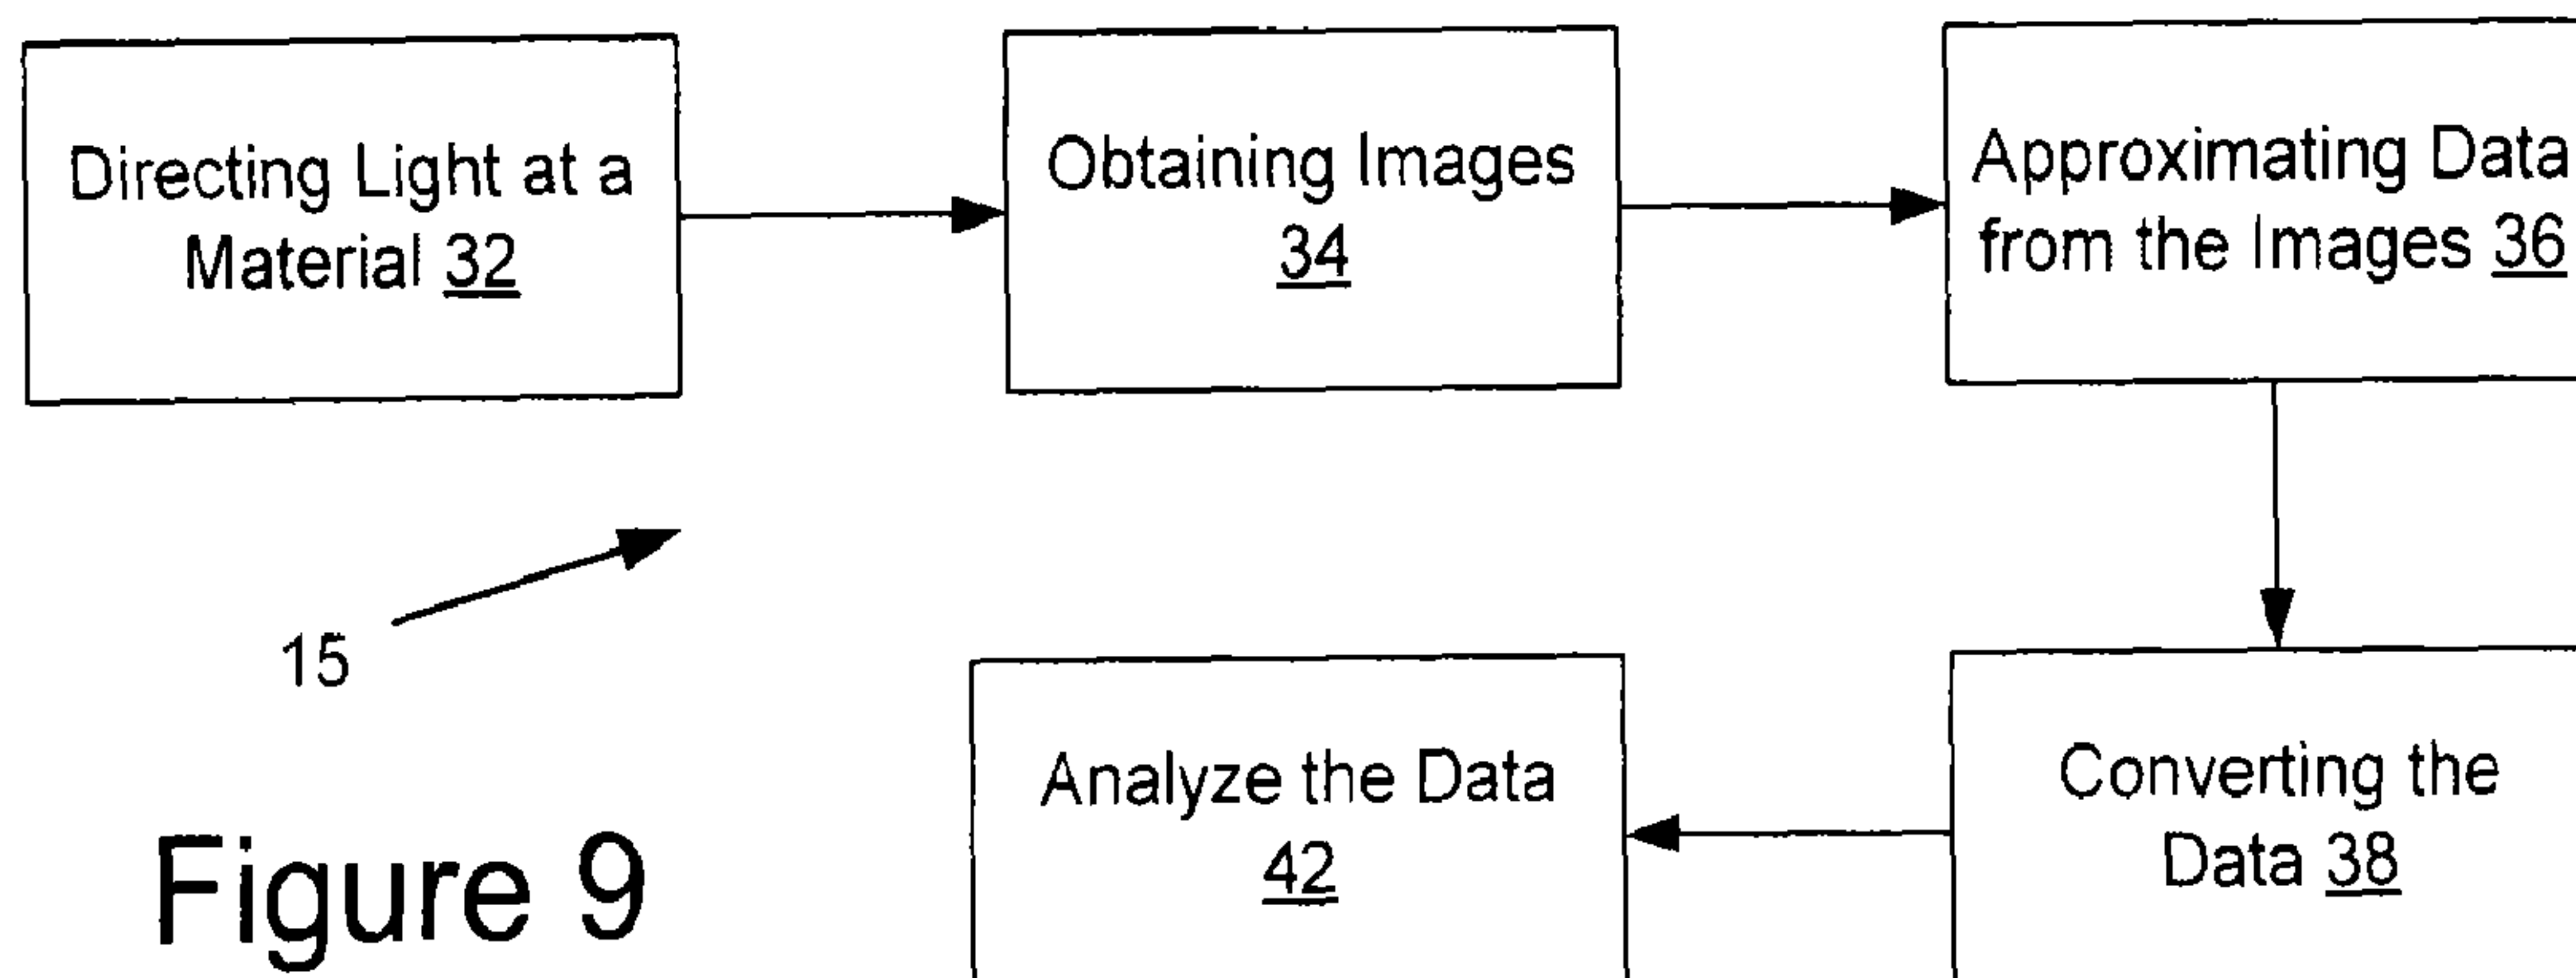 Directing Light at a
Material 32
Obtaining Images
34
Approximating Data
from the Images 36
15
Analyze the Data
42
Converting the
Data 38
Figure 9